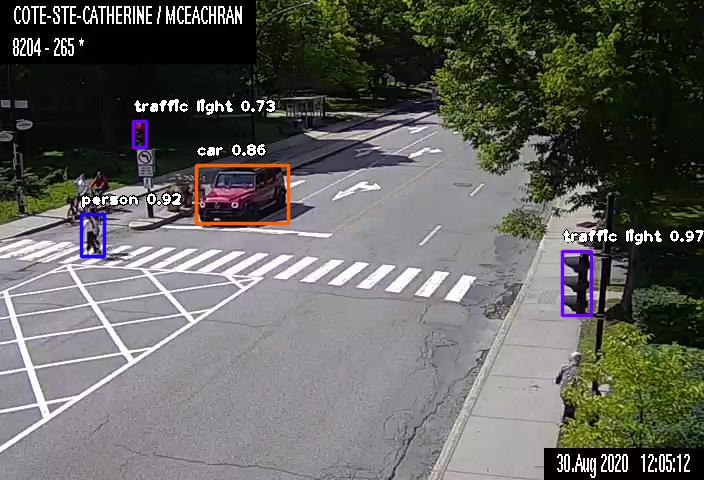 COTE-STE-CATHERINE / MCEACHRAN
8204 - 265 *
traffic light 0.73
car 0.86
person 0.92
traffic light 0.97
30.Aug 2020 12:05:12